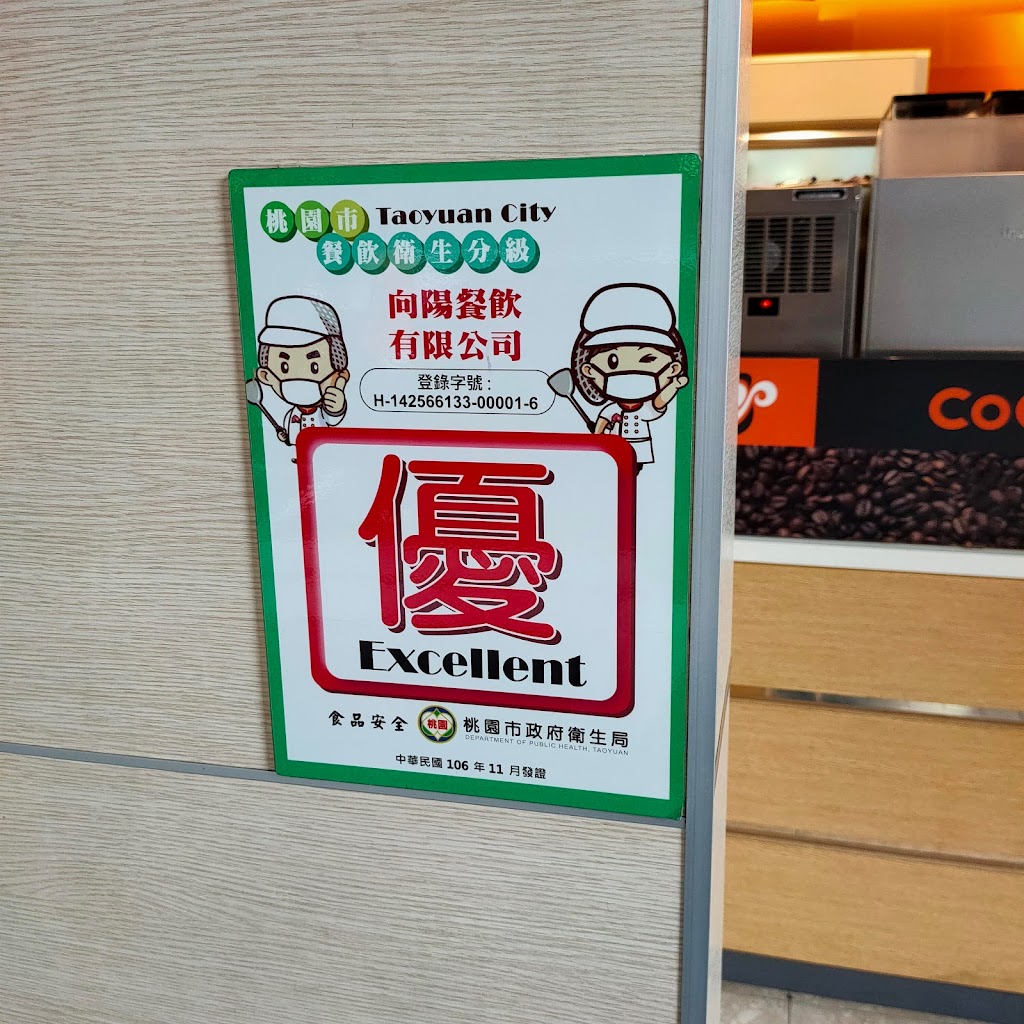 桃園市 Taoyuan City
餐飲衛生分級
向陽餐飲
有限公司
登錄字號：
H-142566133-00001-6
優
Excellent
食品安全 桃園 桃園市政府衛生局
DEPARTMENT OF PUBLIC HEALTH, TAOYUAN
中華民國 106 年 11 月發證